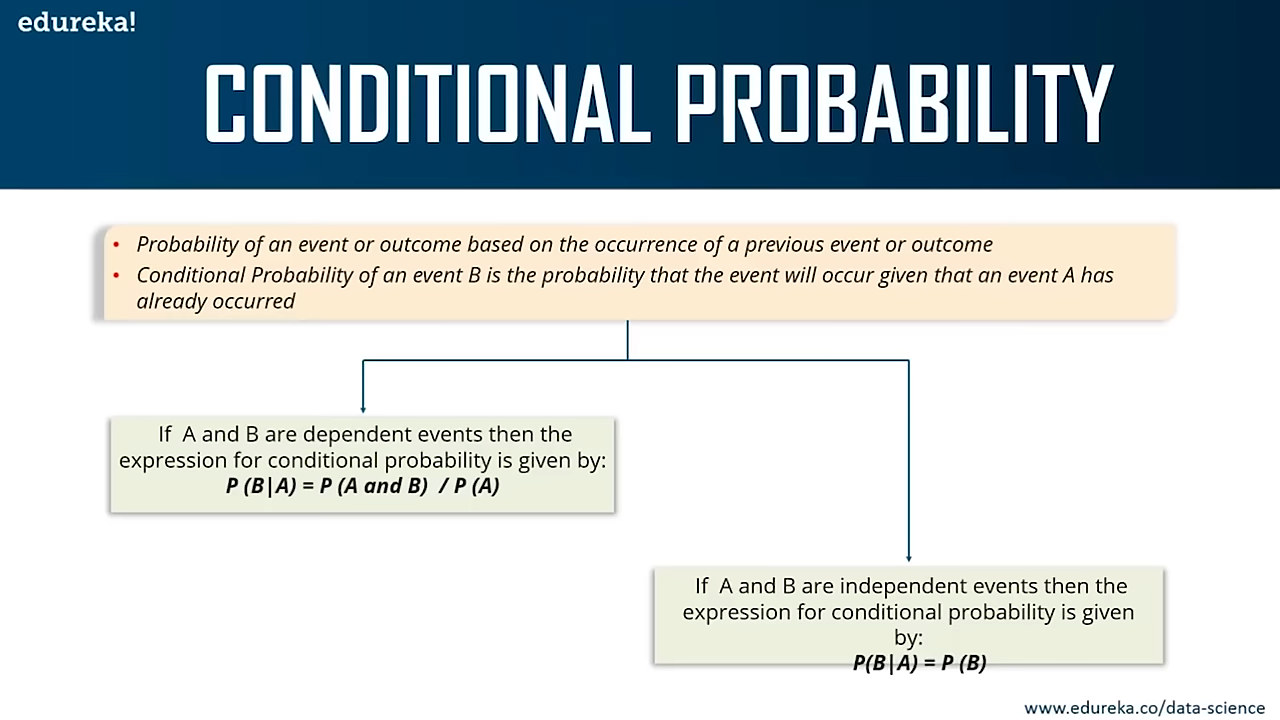 edureka!
CONDITIONAL PROBABILITY
• Probability of an event or outcome based on the occurrence of a previous event or outcome
• Conditional Probability of an event B is the probability that the event will occur given that an event A has
already occurred
If A and B are dependent events then the
expression for conditional probability is given by:
P (B|A) = P (A and B) / P (A)
If A and B are independent events then the
expression for conditional probability is given
by:
P(B|A) = P (B)
www.edureka.co/data-science